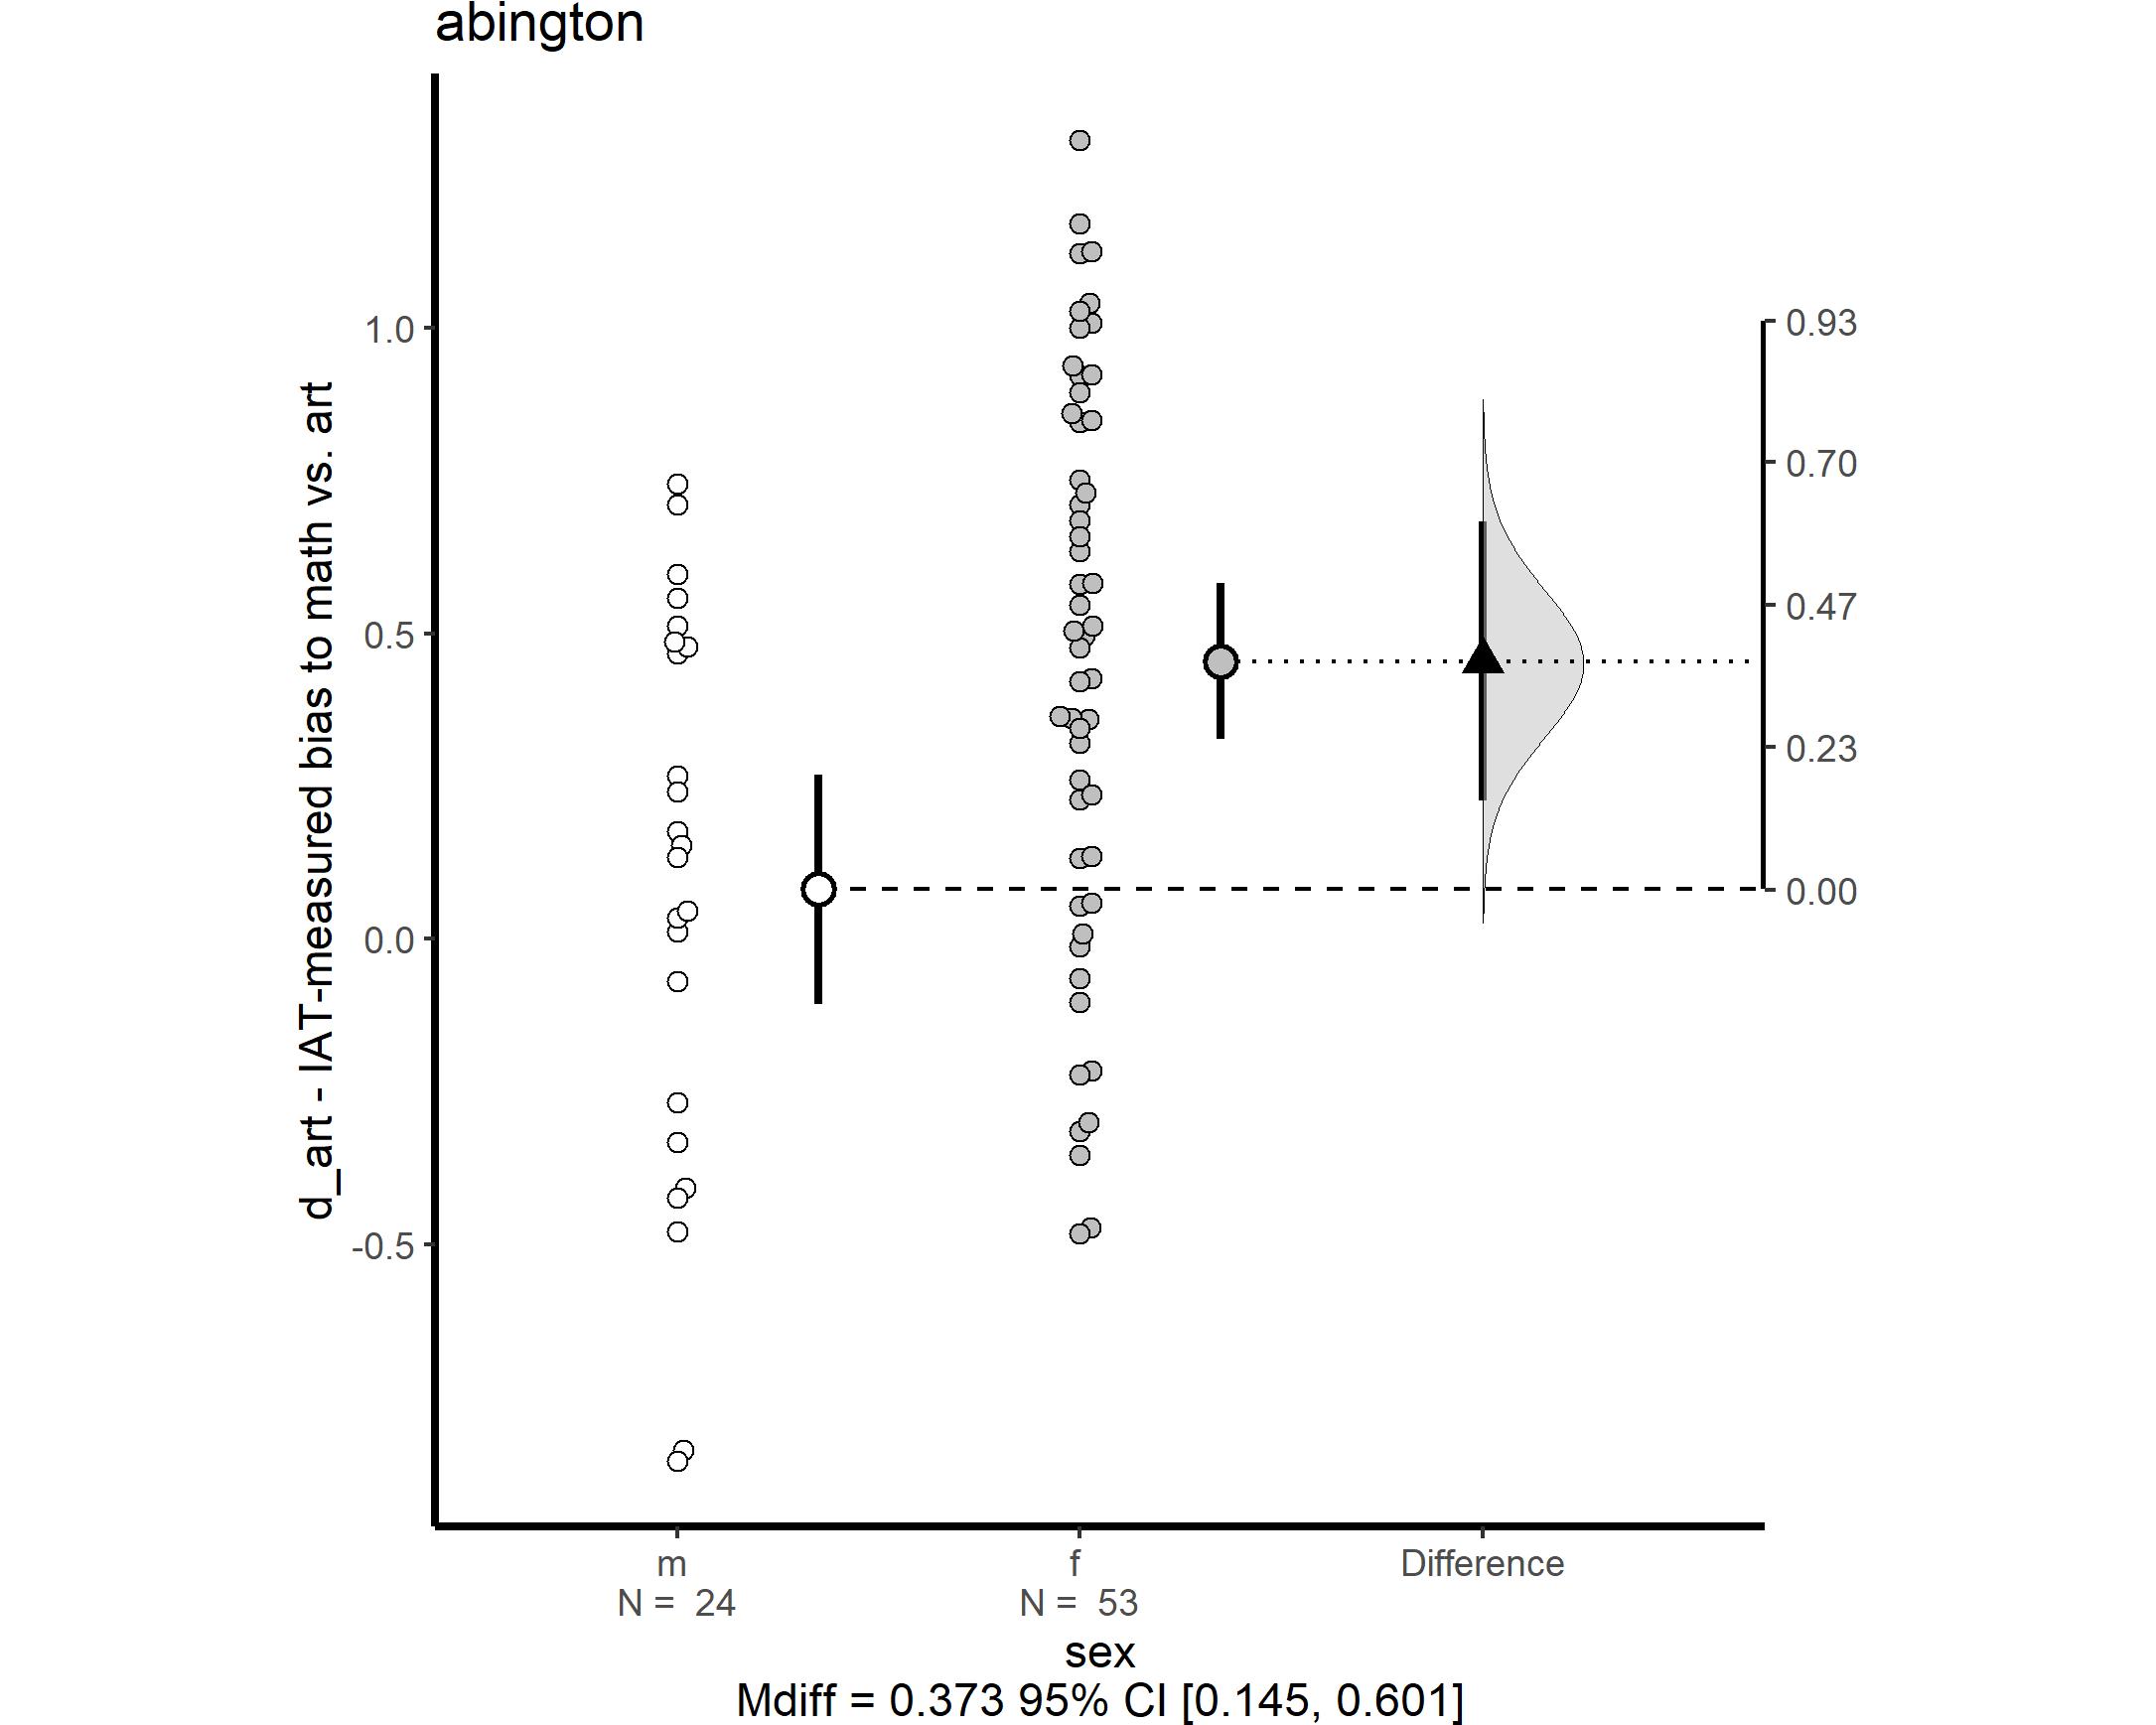 abington
d_art - IAT-measured bias to math vs. art
1.0
0.5
0.0
-0.5
0.93
0.70
0.47
0.23
0.00
m
N = 24
f
N = 53
Difference
sex
Mdiff = 0.373 95% CI [0.145, 0.601]